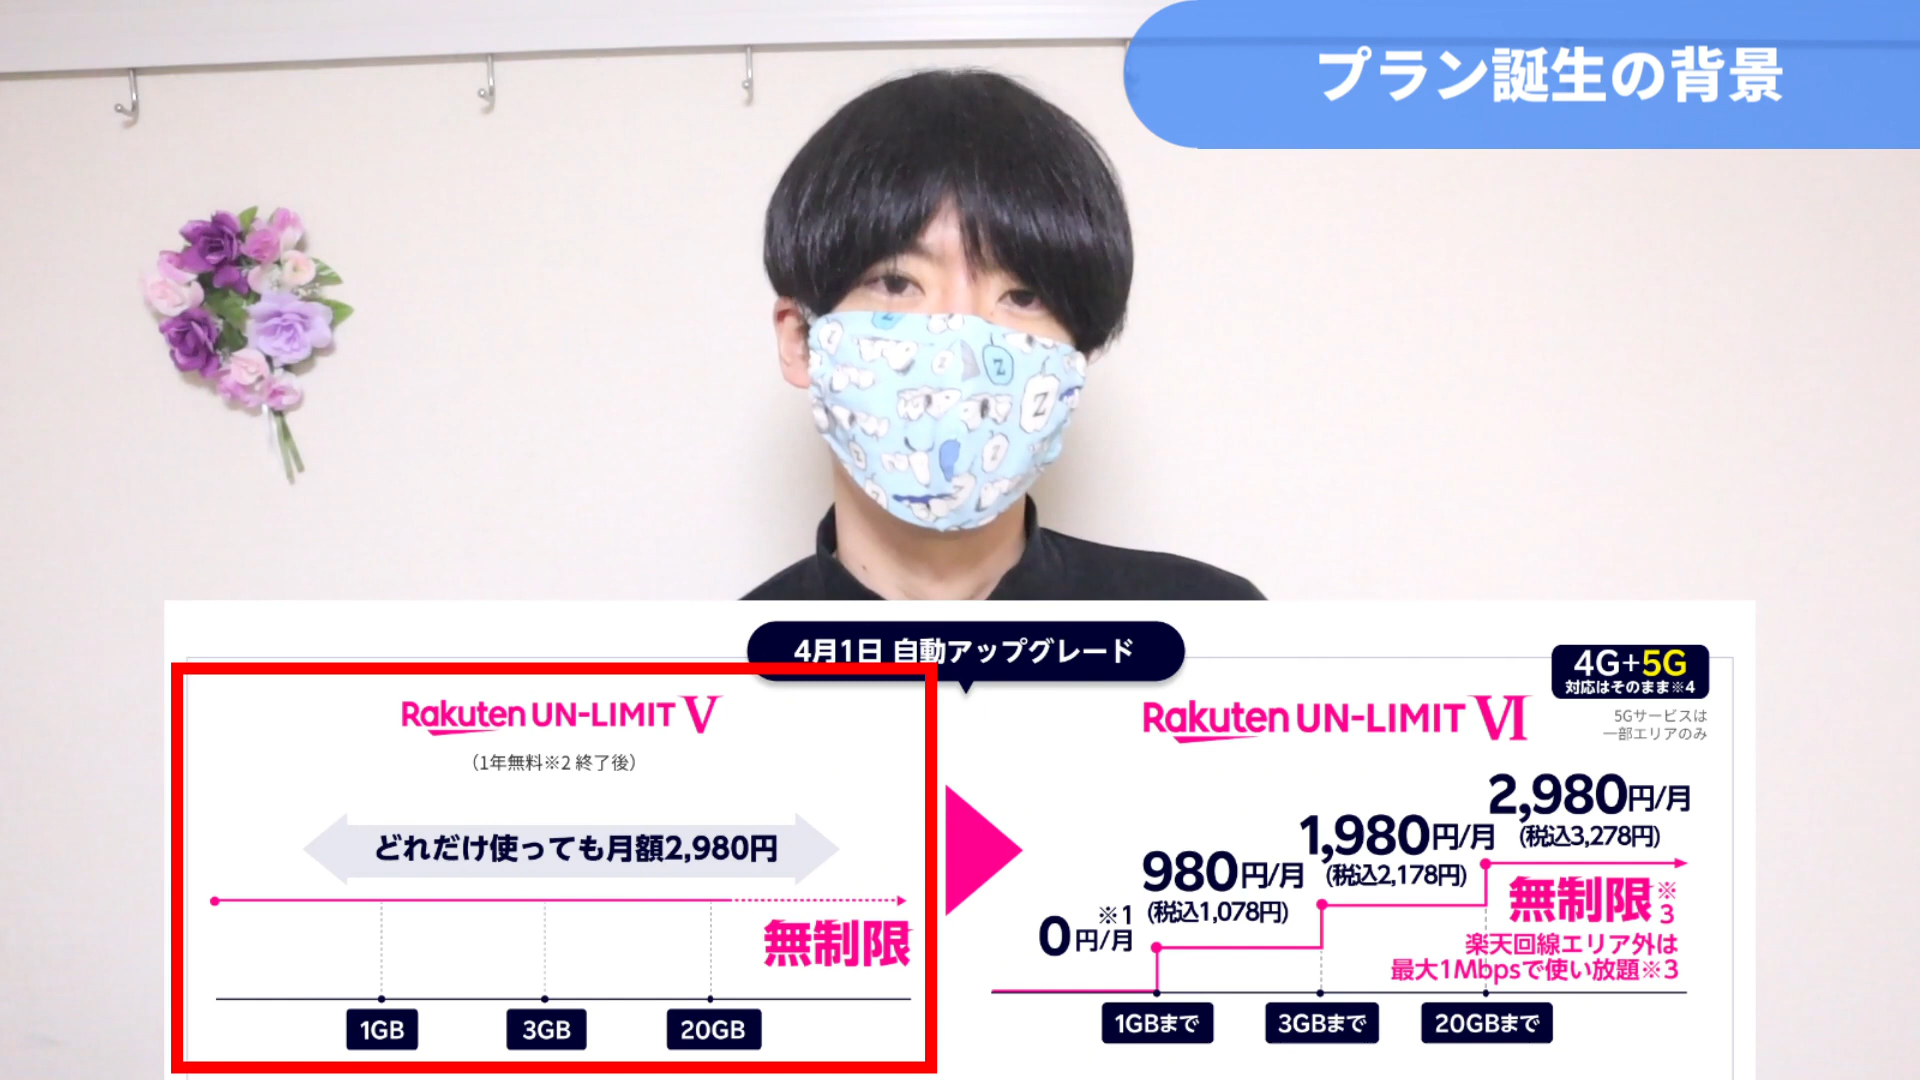 プラン誕生の背景
4月1日 自動アップグレード
Rakuten UN-LIMIT V
（1年無料※2 終了後）
どれだけ使っても月額2,980円
無制限
1GB
3GB
20GB
4G+5G
対応はそのまま※4
5Gサービスは
一部エリアのみ
Rakuten UN-LIMIT VI
2,980円/月
（税込3,278円）
1,980円/月
（税込2,178円）
980円/月
（税込1,078円）
※1
0円/月
無制限※3
楽天回線エリア外は
最大1Mbpsで使い放題※3
1GBまで
3GBまで
20GBまで
Z
Z
Z
Z
Z
Z
Z